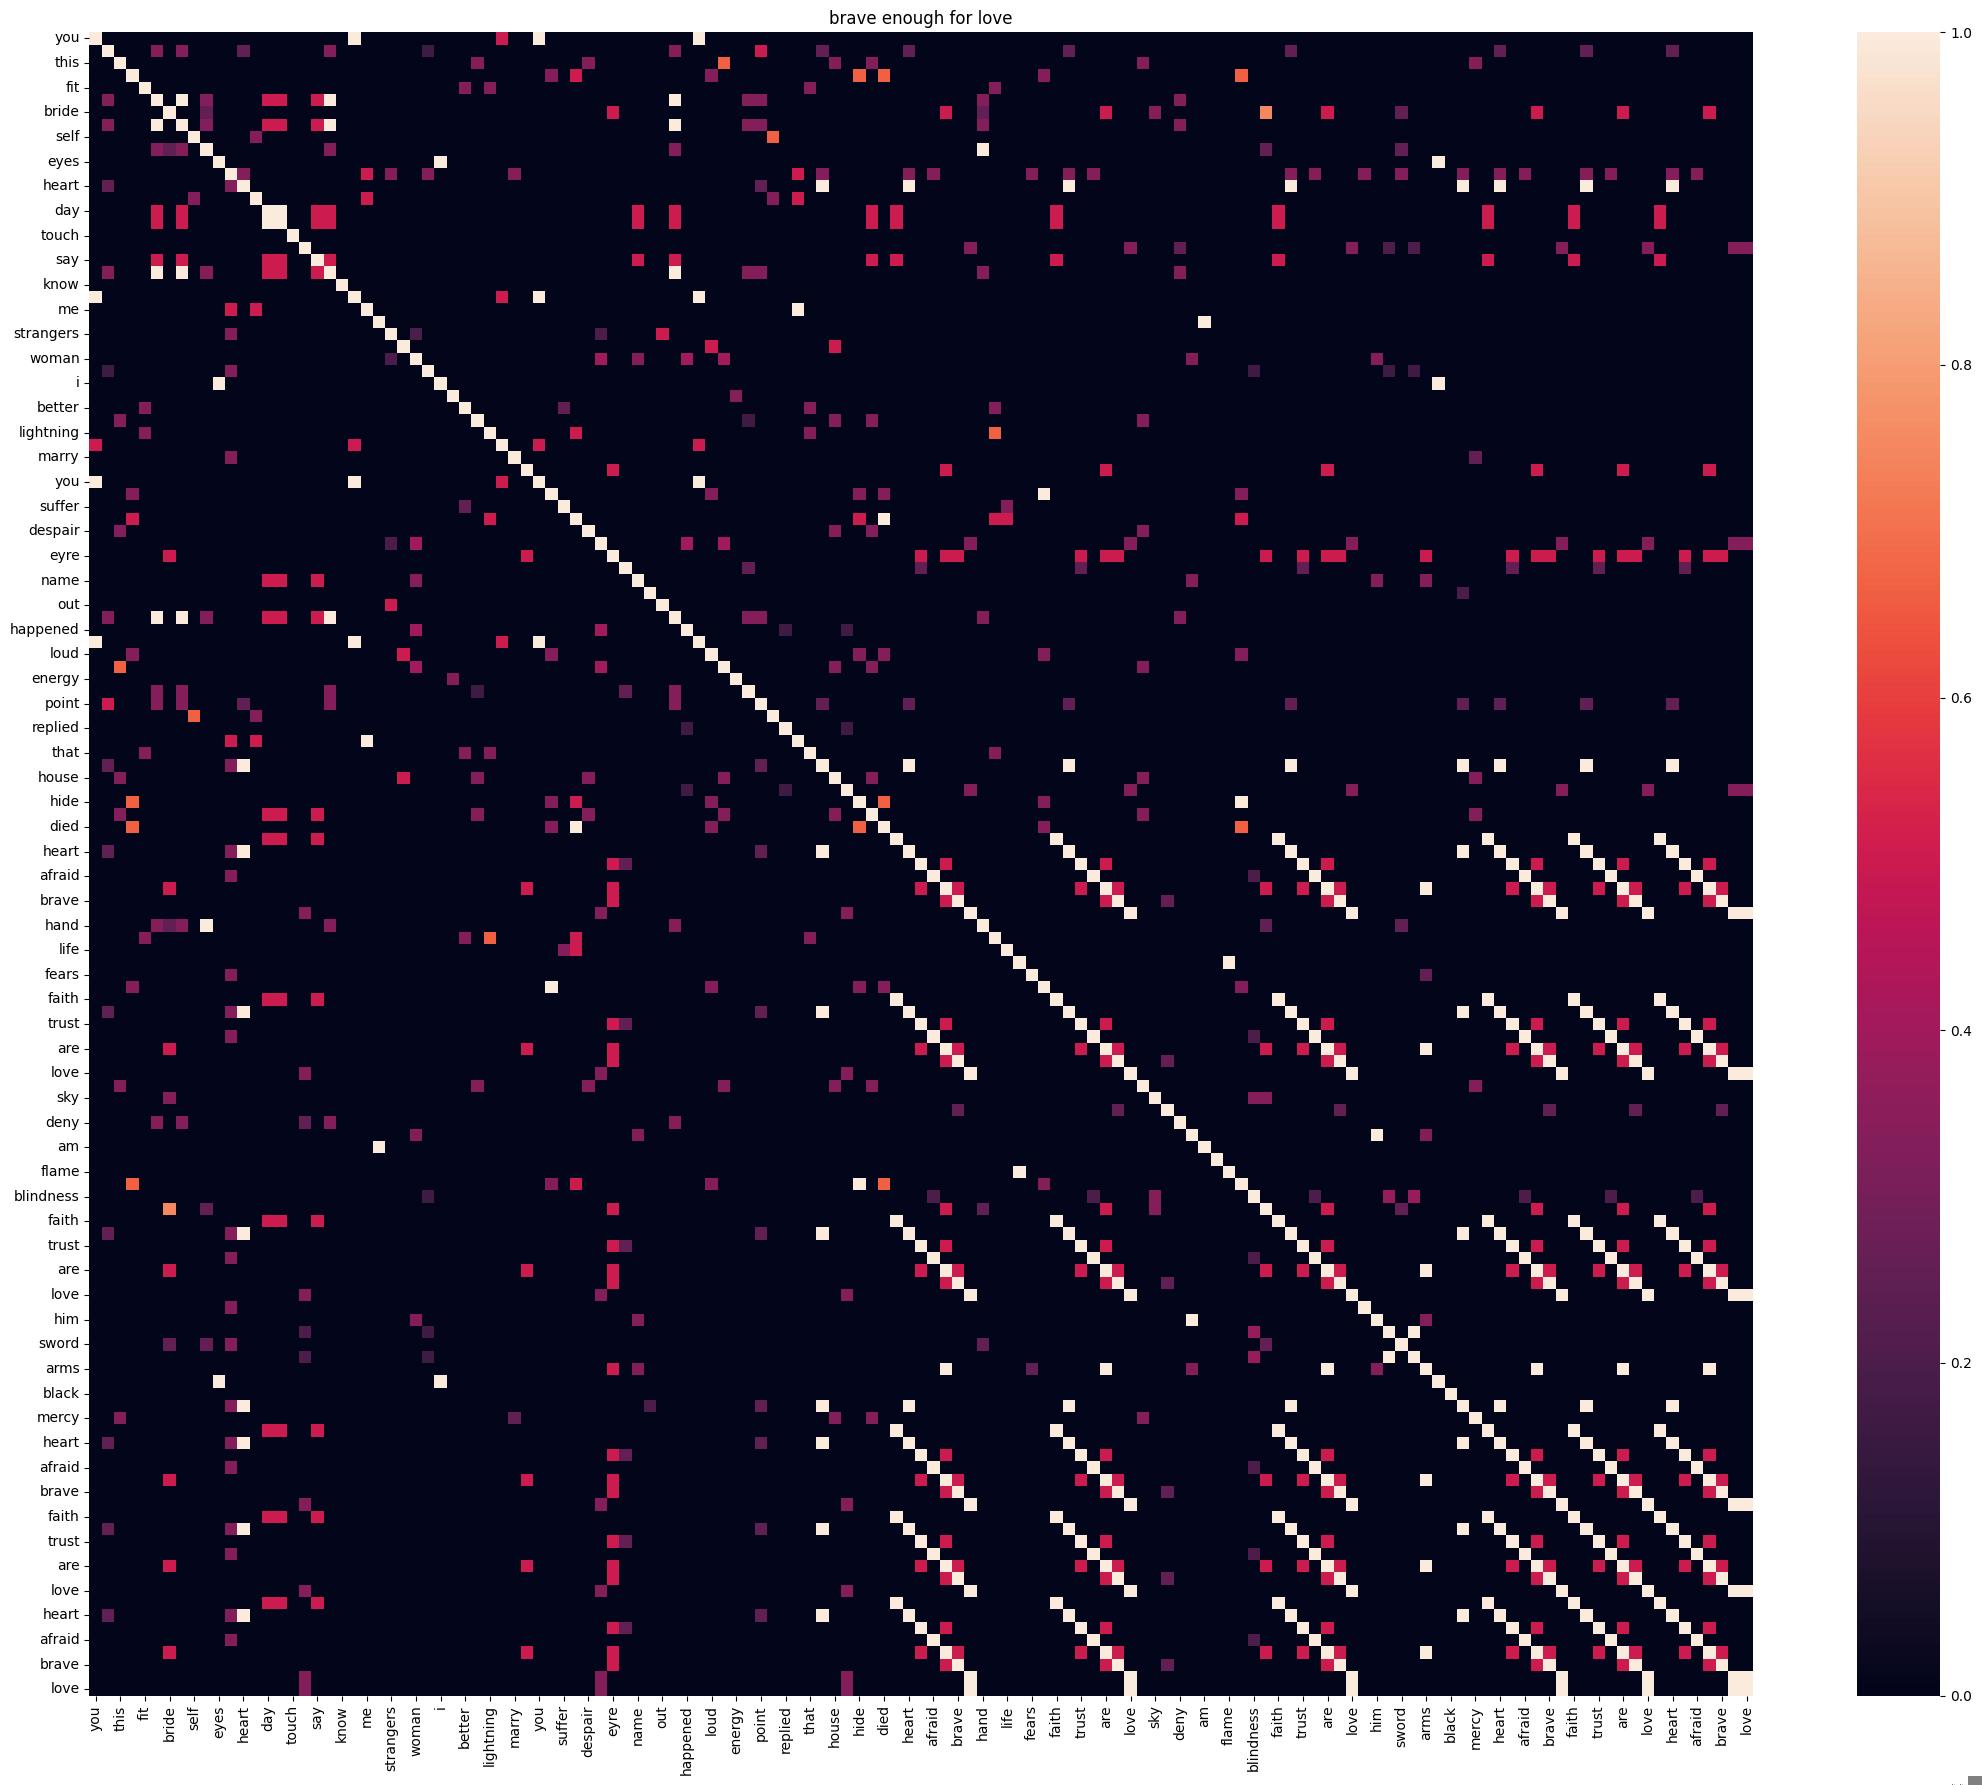 brave enough for love
you
this
fit
bride
self
eyes
heart
day
touch
say
know
me
strangers
woman
i
better
lightning
marry
you
suffer
despair
eyre
name
out
happened
loud
energy
point
replied
that
house
hide
died
heart
afraid
brave
hand
life
fears
faith
trust
are
love
sky
deny
am
flame
blindness
faith
trust
are
love
him
sword
arms
black
mercy
heart
afraid
brave
faith
trust
are
love
heart
afraid
brave
love
you
this
fit
bride
self
eyes
heart
day
touch
say
know
me
strangers
woman
i
better
lightning
marry
you
suffer
despair
eyre
name
out
happened
loud
energy
point
replied
that
house
hide
died
heart
afraid
brave
hand
life
fears
faith
trust
are
love
sky
deny
am
flame
blindness
faith
trust
are
love
him
sword
arms
black
mercy
heart
afraid
brave
faith
trust
are
love
heart
afraid
brave
love
1.0
0.8
0.6
0.4
0.2
0.0